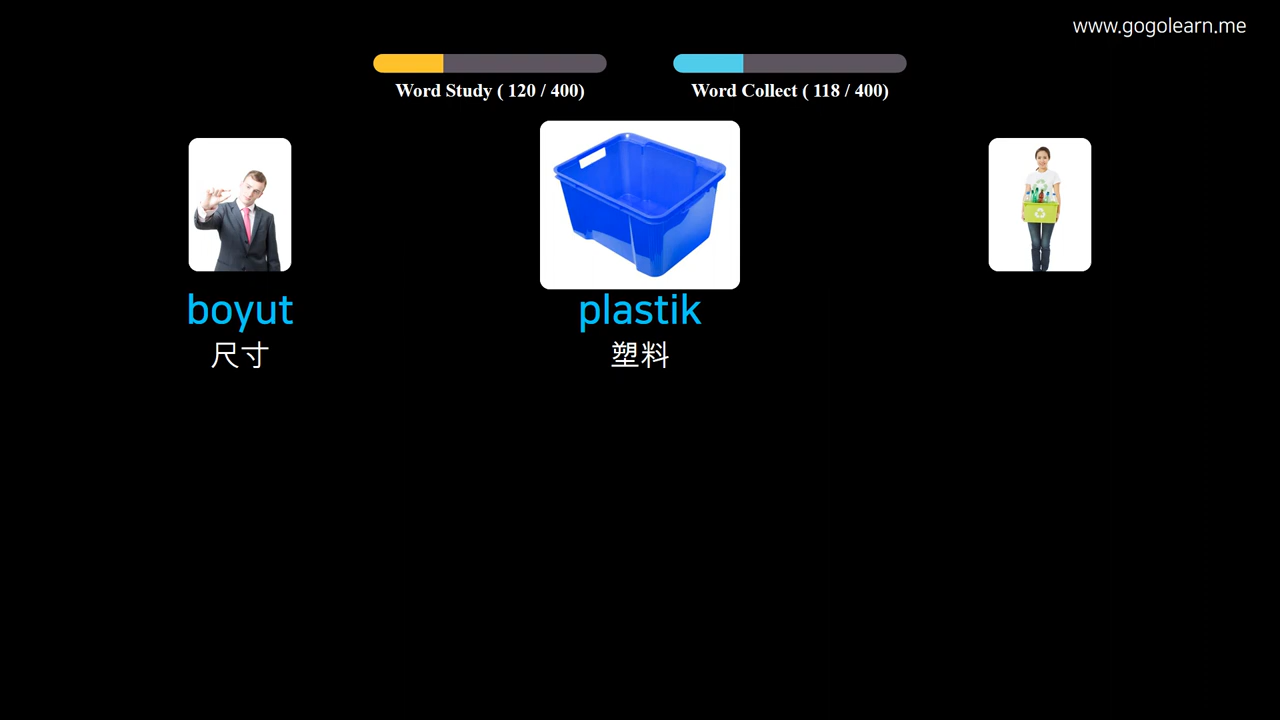 www.gogolearn.me
Word Study ( 120 / 400)
Word Collect ( 118 / 400)
boyut
plastik
尺寸
塑料